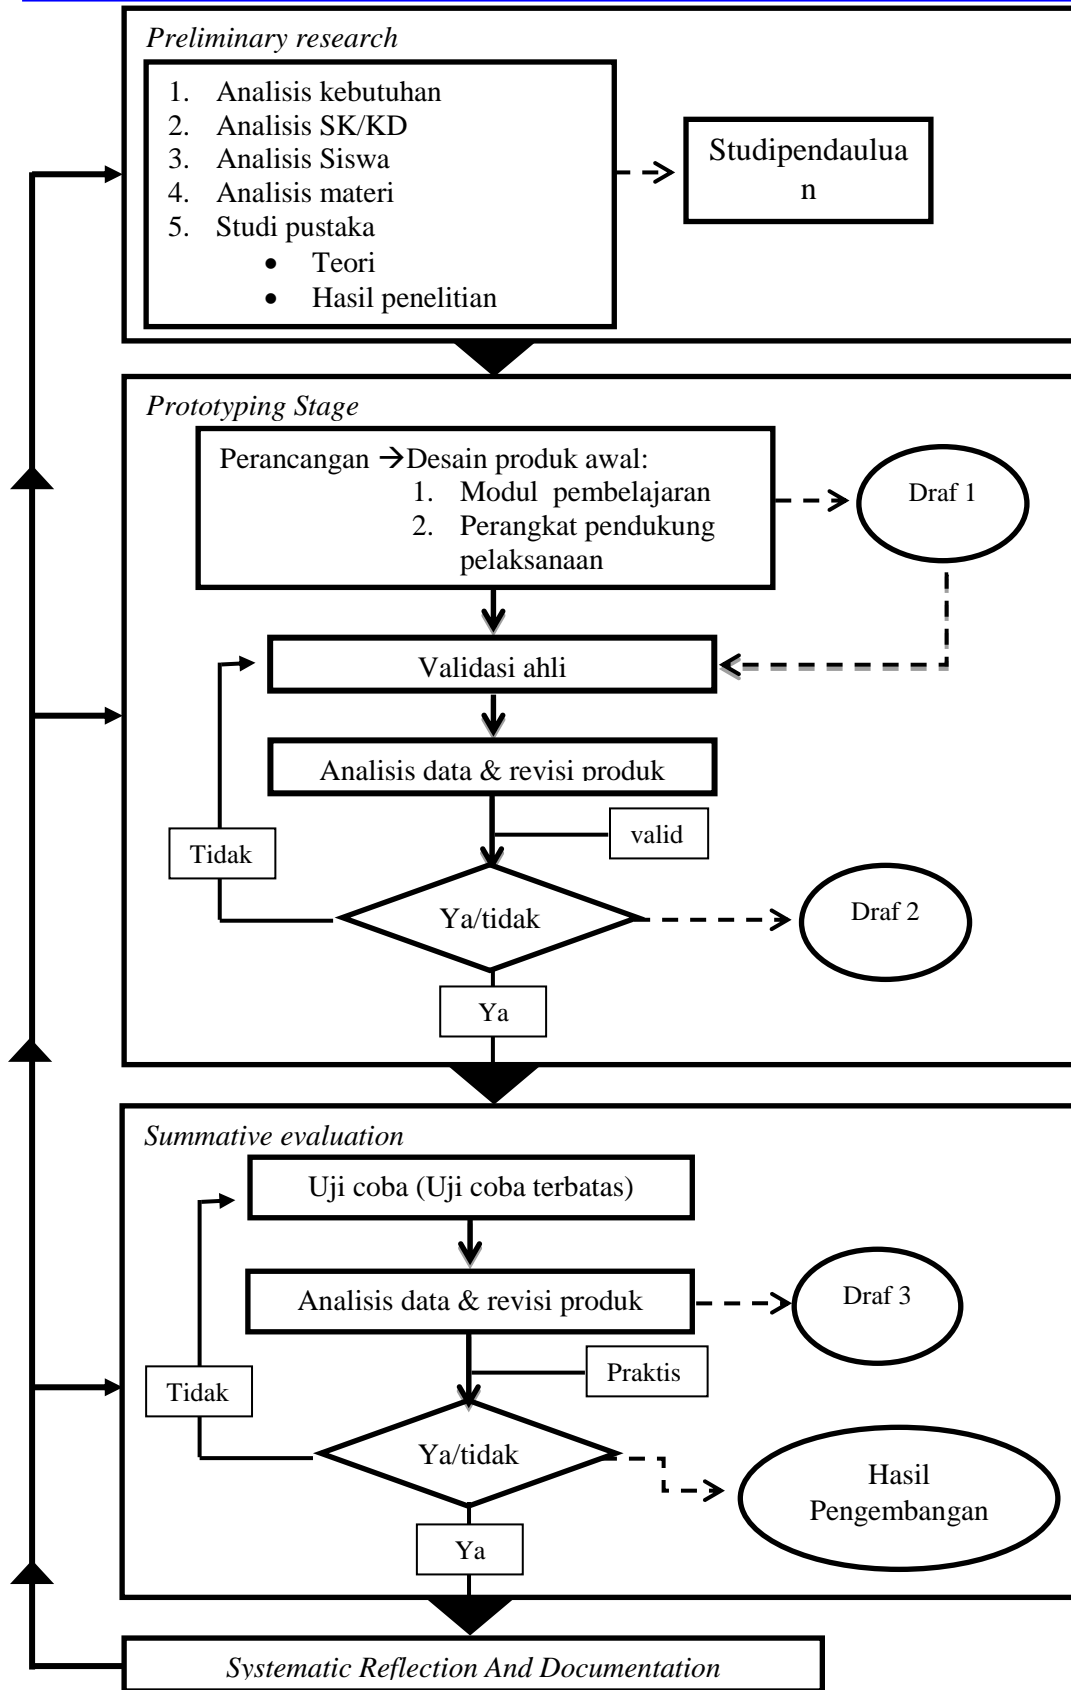 Preliminary research
1. Analisis kebutuhan
2. Analisis SK/KD
3. Analisis Siswa
4. Analisis materi
5. Studi pustaka
• Teori
• Hasil penelitian
Studipendaulua
n
Prototyping Stage
Perancangan →Desain produk awal:
1. Modul pembelajaran
2. Perangkat pendukung
pelaksanaan
Draf 1
Validasi ahli
Analisis data & revisi produk
valid
Tidak
Ya/tidak
Draf 2
Ya
Summative evaluation
Uji coba (Uji coba terbatas)
Analisis data & revisi produk
Draf 3
Praktis
Tidak
Ya/tidak
Hasil
Pengembangan
Ya
Systematic Reflection And Documentation